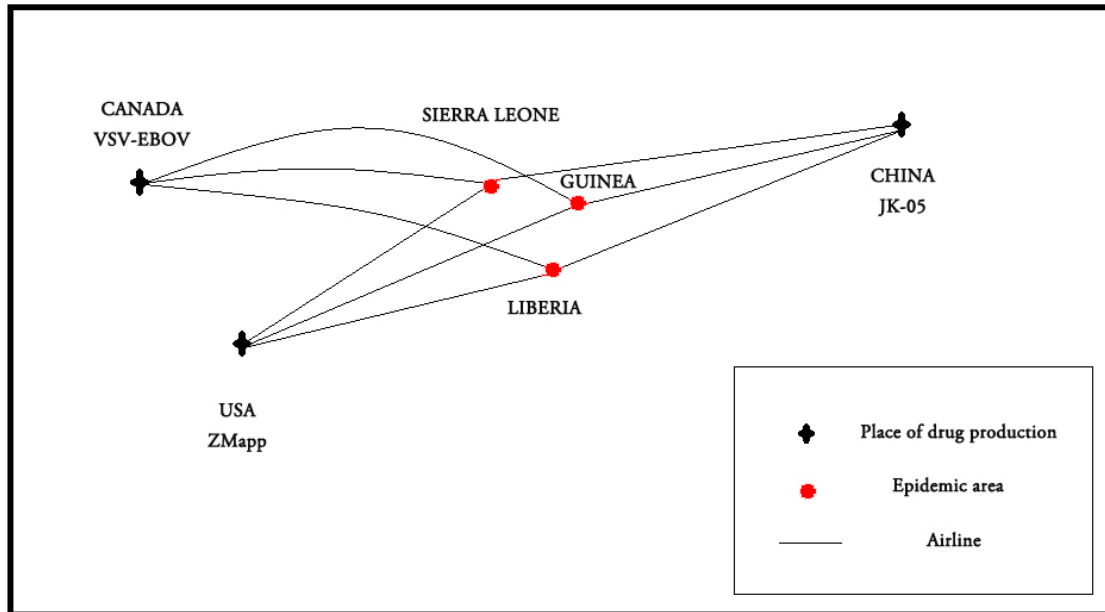 CANADA
VSV-EBOV
SIERRA LEONE
GUINEA
CHINA
JK-05
LIBERIA
USA
ZMapp
Place of drug production
Epidemic area
Airline